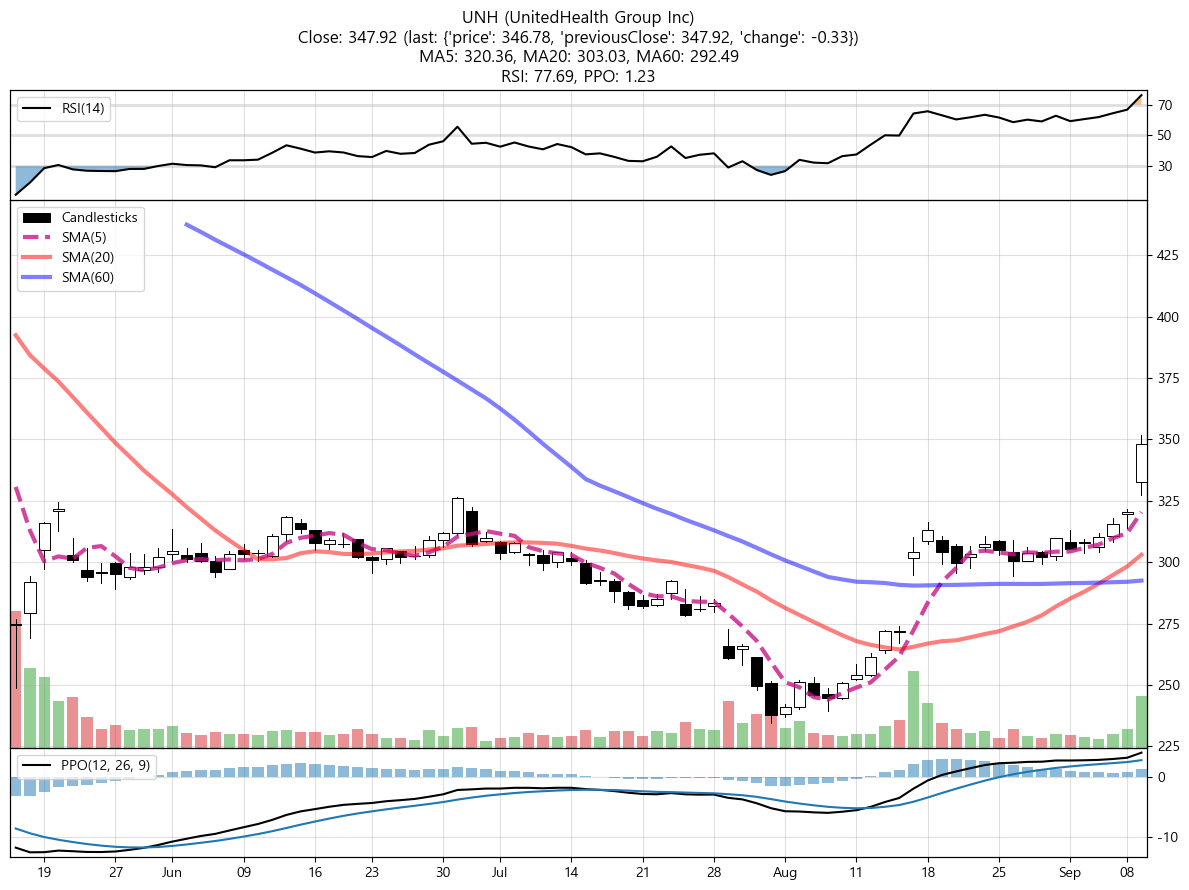 UNH (UnitedHealth Group Inc)
Close: 347.92 (last: {'price': 346.78, 'previousClose': 347.92, 'change': -0.33})
MA5: 320.36, MA20: 303.03, MA60: 292.49
RSI: 77.69, PPO: 1.23
RSI(14)
70
50
30
Candlesticks
SMA(5)
SMA(20)
SMA(60)
425
400
375
350
325
300
275
250
225
PPO(12, 26, 9)
0
-10
19 27 Jun 09 16 23 Jul 14 21 28 Aug 11 18 25 Sep 08